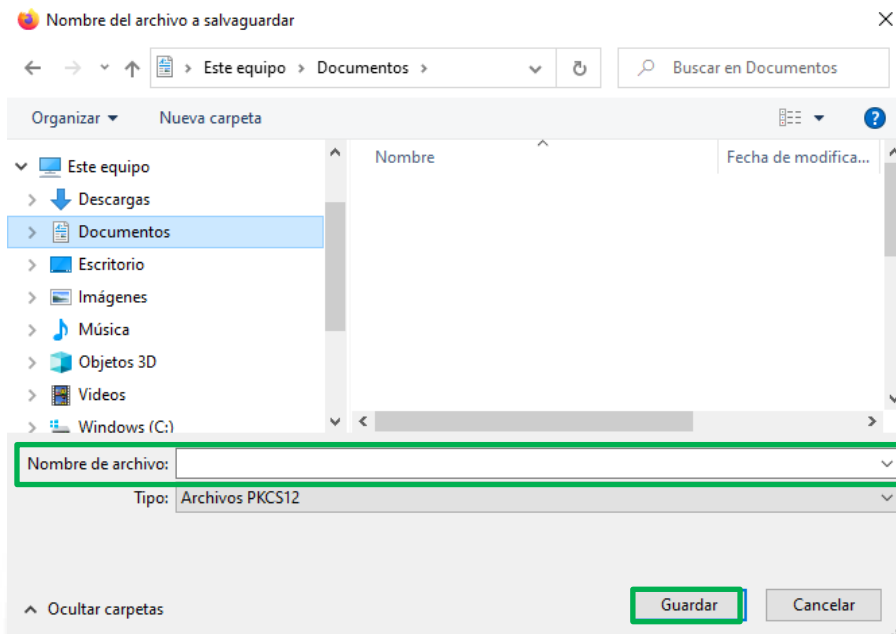 Nombre del archivo a salvaguardar
Este equipo > Documentos >
Buscar en Documentos
Organizar
Nueva carpeta
?
Nombre
Fecha de modifica...
Este equipo
Descargas
Documentos
Escritorio
Imágenes
Música
Objetos 3D
Videos
Windows (C:)
Nombre de archivo:
Tipo: Archivos PKCS12
Ocultar carpetas
Guardar
Cancelar